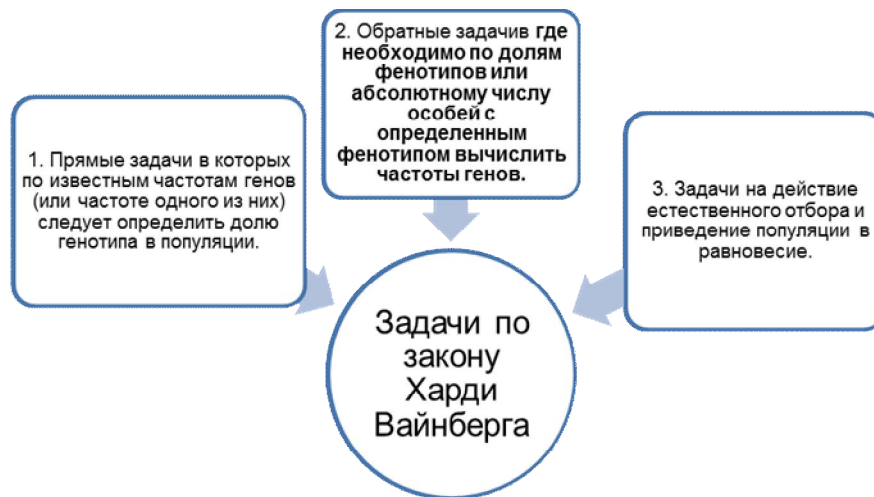 1. Прямые задачи в которых
по известным частотам генов
(или частоте одного из них)
следует определить долю
генотипа в популяции.
2. Обратные задачив где
необходимо по долям
фенотипов или
абсолютному числу
особей с
определенным
фенотипом вычислить
частоты генов.
3. Задачи на действие
естественного отбора и
приведение популяции в
равновесие.
Задачи по
закону
Харди
Вайнберга